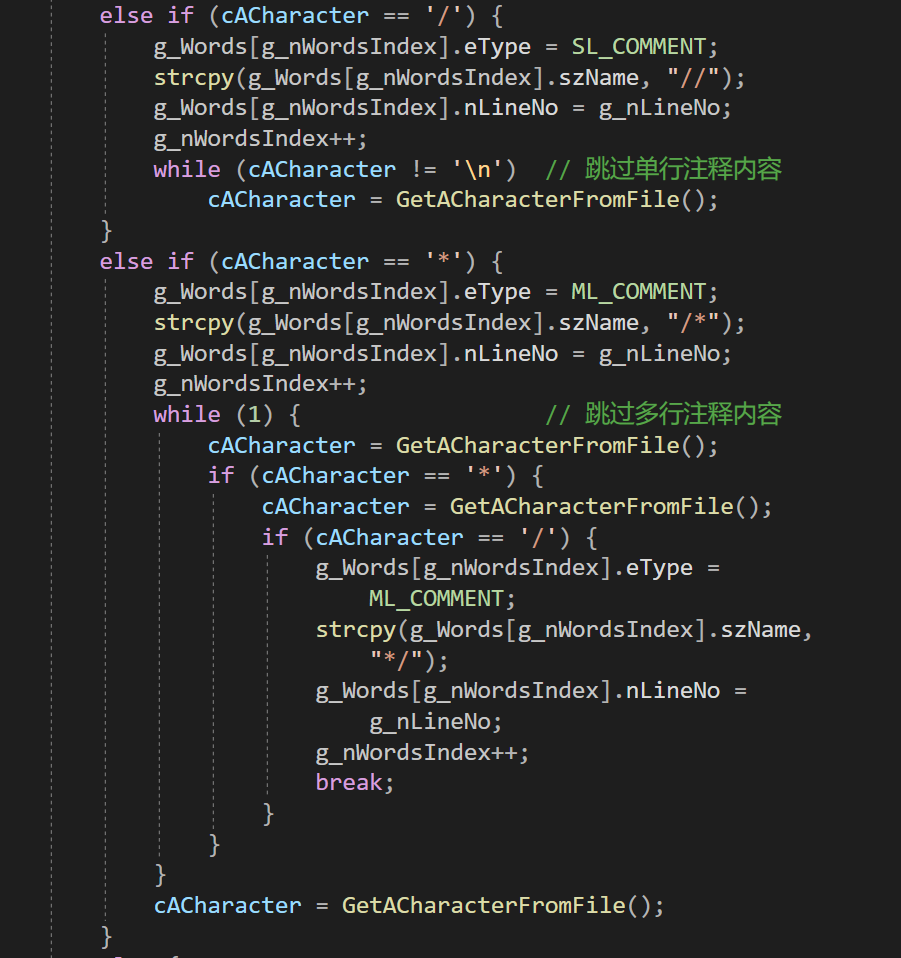 else if (cACharacter == '/') {
g_Words[g_nWordsIndex].eType = SL_COMMENT;
strcpy(g_Words[g_nWordsIndex].szName, "//");
g_Words[g_nWordsIndex].nLineNo = g_nLineNo;
g_nWordsIndex++;
while (cACharacter != '\n')  // 跳过单行注释内容
cACharacter = GetACharacterFromFile();
}
else if (cACharacter == '*') {
g_Words[g_nWordsIndex].eType = ML_COMMENT;
strcpy(g_Words[g_nWordsIndex].szName, "/*");
g_Words[g_nWordsIndex].nLineNo = g_nLineNo;
g_nWordsIndex++;
while (1) {                  // 跳过多行注释内容
cACharacter = GetACharacterFromFile();
if (cACharacter == '*') {
cACharacter = GetACharacterFromFile();
if (cACharacter == '/') {
g_Words[g_nWordsIndex].eType =
ML_COMMENT;
strcpy(g_Words[g_nWordsIndex].szName,
"*/");
g_Words[g_nWordsIndex].nLineNo =
g_nLineNo;
g_nWordsIndex++;
break;
}
}
}
cACharacter = GetACharacterFromFile();
}